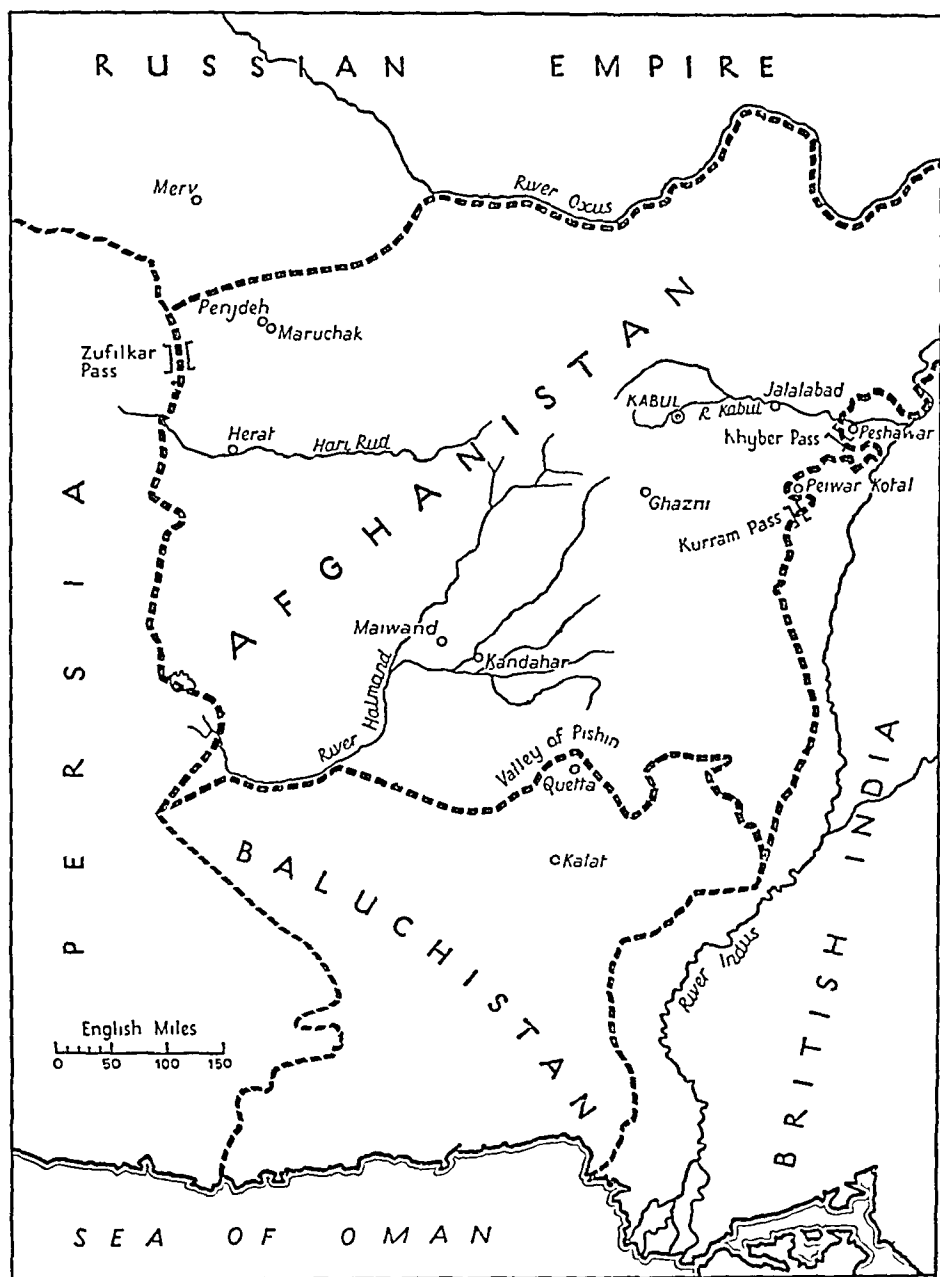 RUSSIAN EMPIRE
Merv
River Oxus
Penjdeh
Maruchak
Zufilkar
Pass
AFGHANISTAN
KABUL
R Kabul
Jalalabad
Khyber Pass
Peshawar
Herat
Hari Rud
Ghazni
Peiwar Kotal
Kurram Pass
PERSIA
Maiwand
Kandahar
River Halmand
Valley of Pishin
Quetta
Kalat
BALUCHISTAN
River Indus
BRITISH INDIA
English Miles
0 50 100 150
SEA OF OMAN